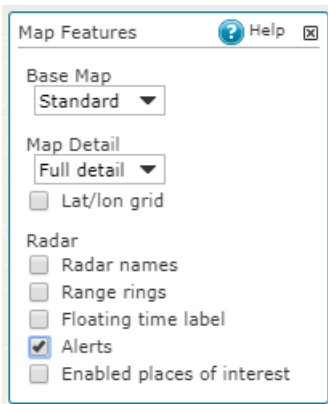 Map Features ? Help
Base Map
Standard
Map Detail
Full detail
Lat/lon grid
Radar
Radar names
Range rings
Floating time label
Alerts
Enabled places of interest